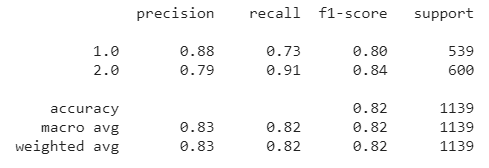 precision recall f1-score support
1.0 0.88 0.73 0.80 539
2.0 0.79 0.91 0.84 600
accuracy 0.82 1139
macro avg 0.83 0.82 0.82 1139
weighted avg 0.83 0.82 0.82 1139